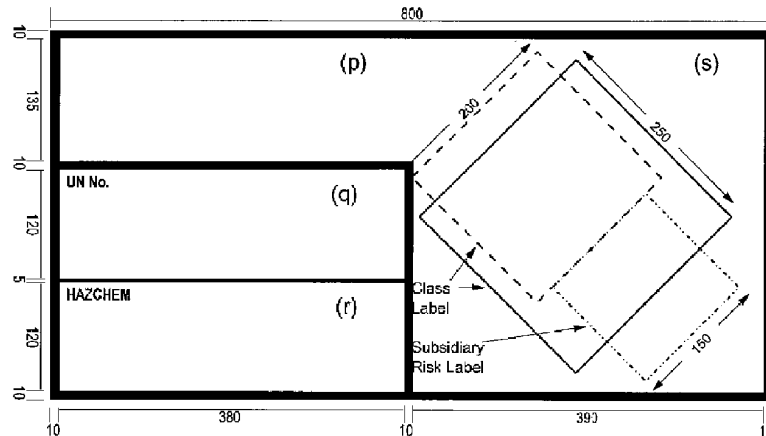 800
10
(p)
(s)
200
250
135
10
UN No.
(q)
120
5
HAZCHEM
(r)
Class
Label
120
Subsidiary
Risk Label
150
10
10
380
10
390
1